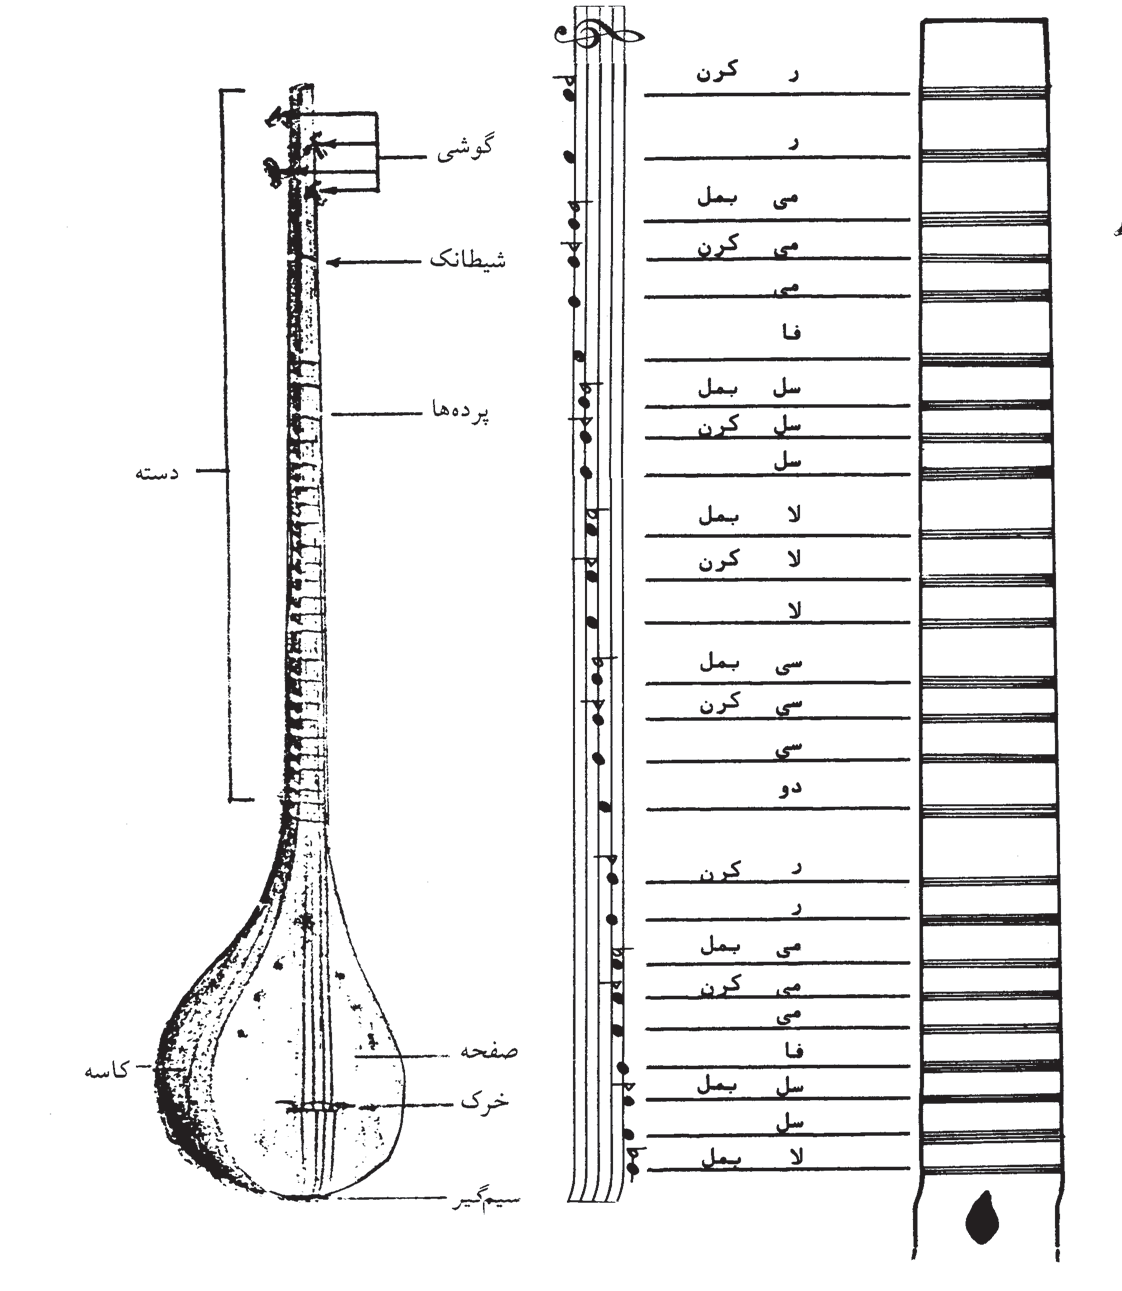 گوشی
شیطانک
پرده‌ها
دسته
صفحه
کاسه
خرک
سیم‌گیر
ر کرن
ر
می بمل
می کرن
می
فا
سل بمل
سل کرن
سل
لا بمل
لا کرن
لا
سی بمل
سی کرن
سی
دو
ر کرن
ر
می بمل
می کرن
می
فا
سل بمل
سل
لا بمل